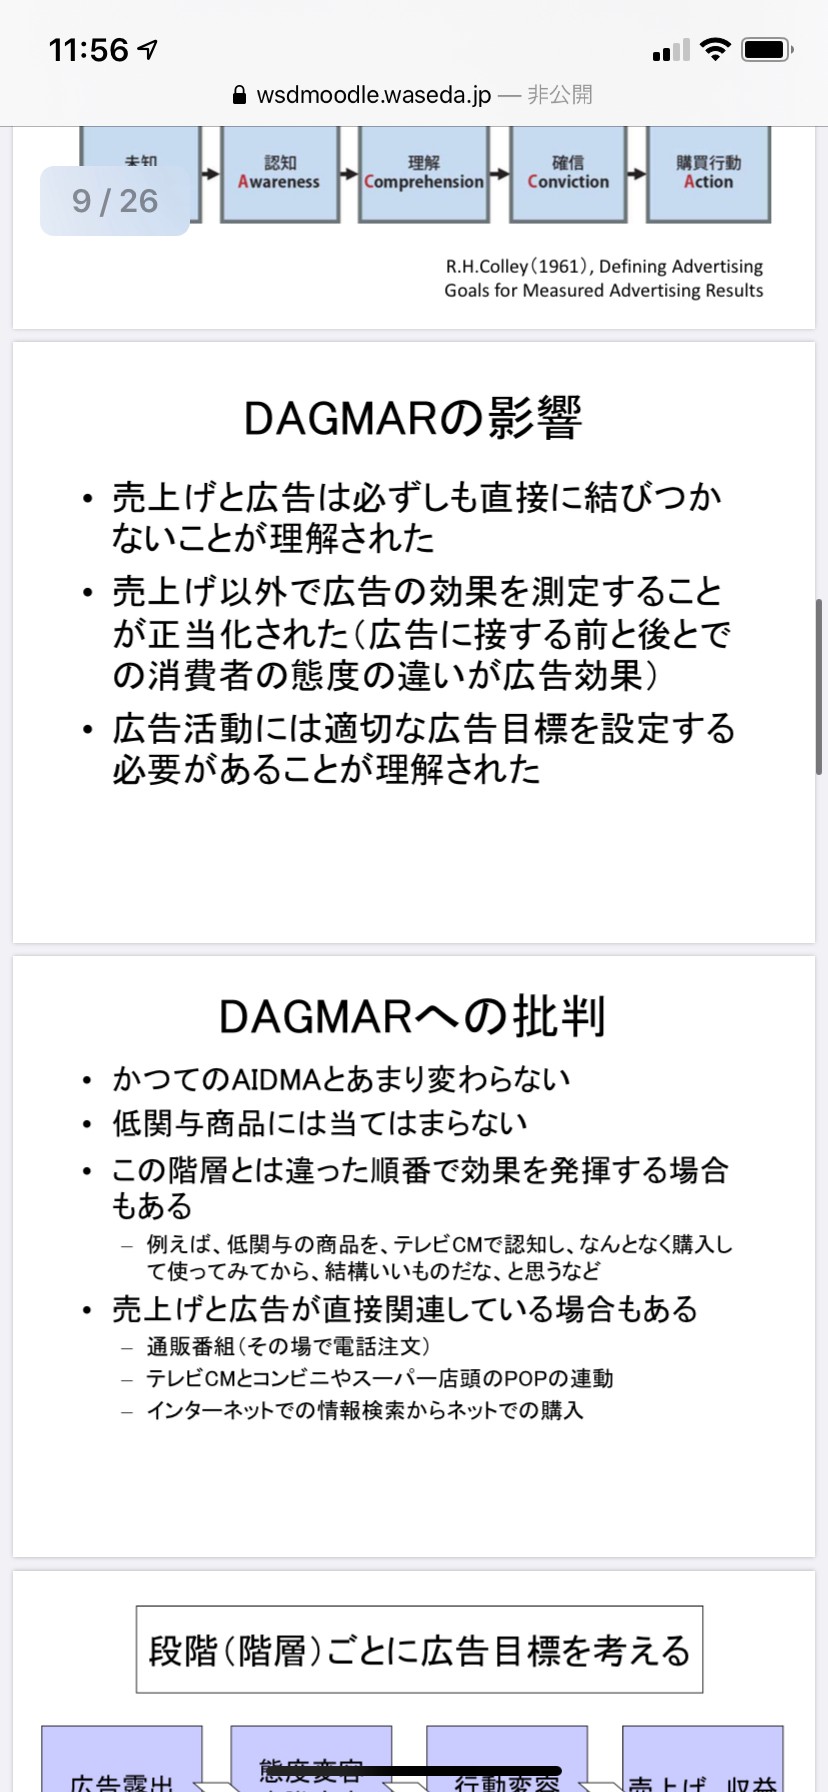 11:56
wsdmoodle.waseda.jp — 非公開
未知
認知
Awareness
理解
Comprehension
確信
Conviction
購買行動
Action
9 / 26
R.H.Colley（1961）, Defining Advertising
Goals for Measured Advertising Results
DAGMARの影響
• 売上げと広告は必ずしも直接に結びつか
ないことが理解された
• 売上げ以外で広告の効果を測定すること
が正当化された（広告に接する前と後とで
の消費者の態度の違いが広告効果）
• 広告活動には適切な広告目標を設定する
必要があることが理解された
DAGMARへの批判
• かつてのAIDMAとあまり変わらない
• 低関与商品には当てはまらない
• この階層とは違った順番で効果を発揮する場合
もある
– 例えば、低関与の商品を、テレビCMで認知し、なんとなく購入し
て使ってみてから、結構いいものだな、と思うなど
• 売上げと広告が直接関連している場合もある
– 通販番組（その場で電話注文）
– テレビCMとコンビニやスーパー店頭のPOPの連動
– インターネットでの情報検索からネットでの購入
段階（階層）ごとに広告目標を考える
広告露出
態度変容
行動変容
売上げ、収益